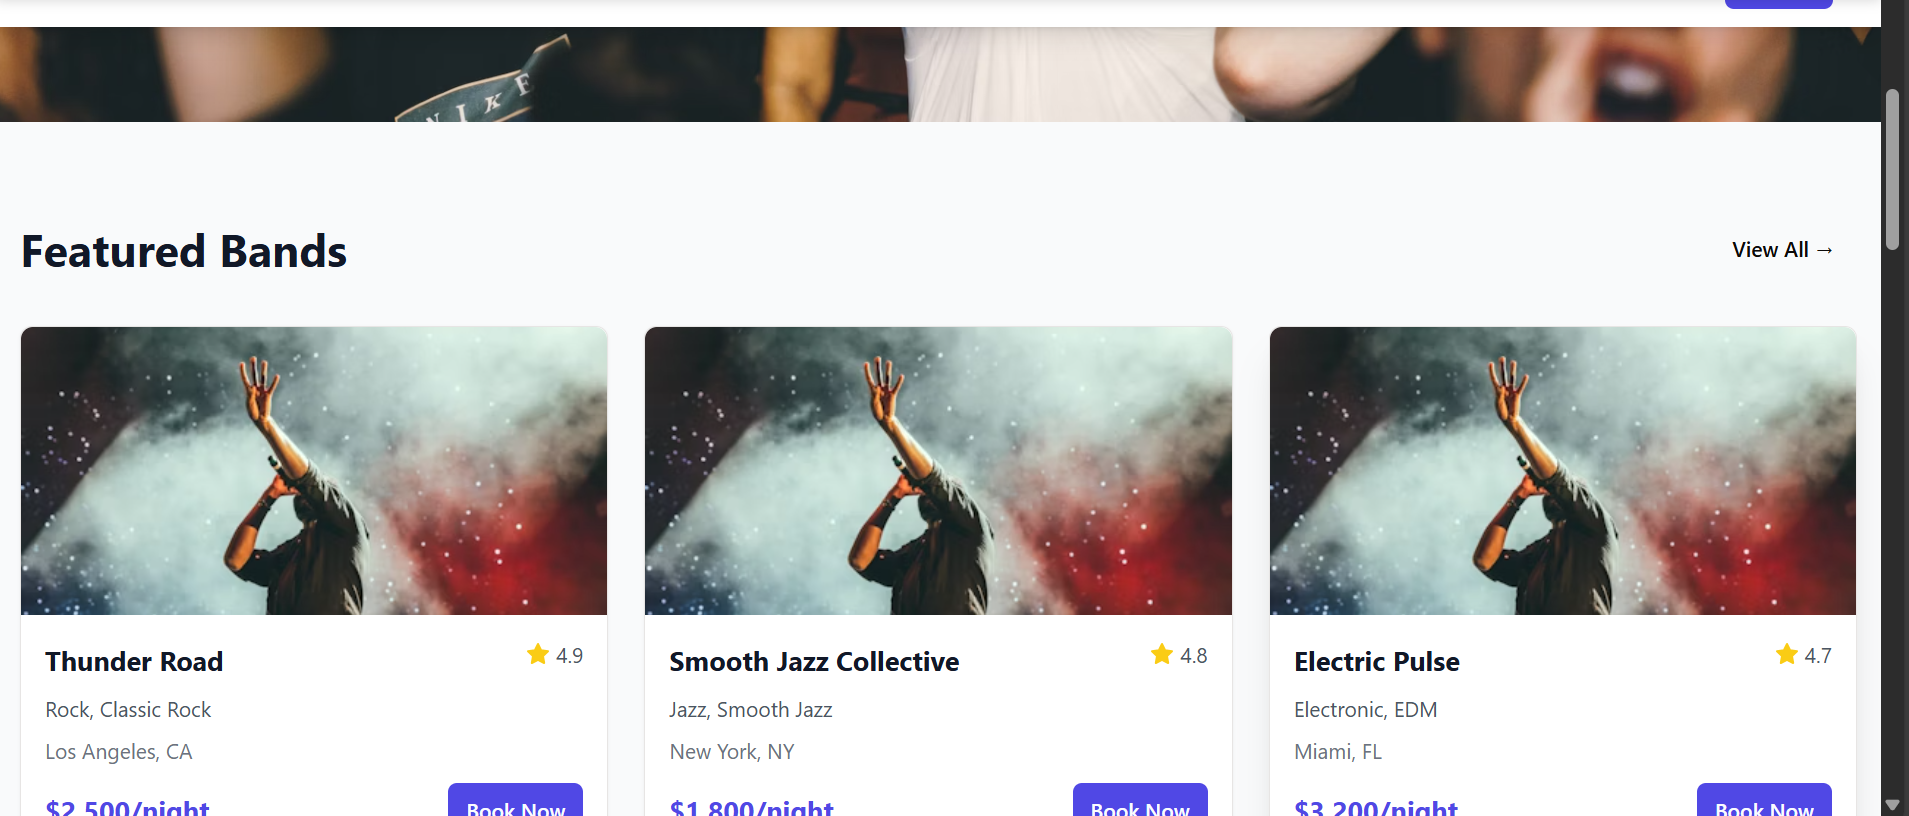 NIKE
Featured Bands
View All →
Thunder Road
4.9
Rock, Classic Rock
Los Angeles, CA
$2,500/night
Book Now
Smooth Jazz Collective
4.8
Jazz, Smooth Jazz
New York, NY
$1,800/night
Book Now
Electric Pulse
4.7
Electronic, EDM
Miami, FL
$3,200/night
Book Now